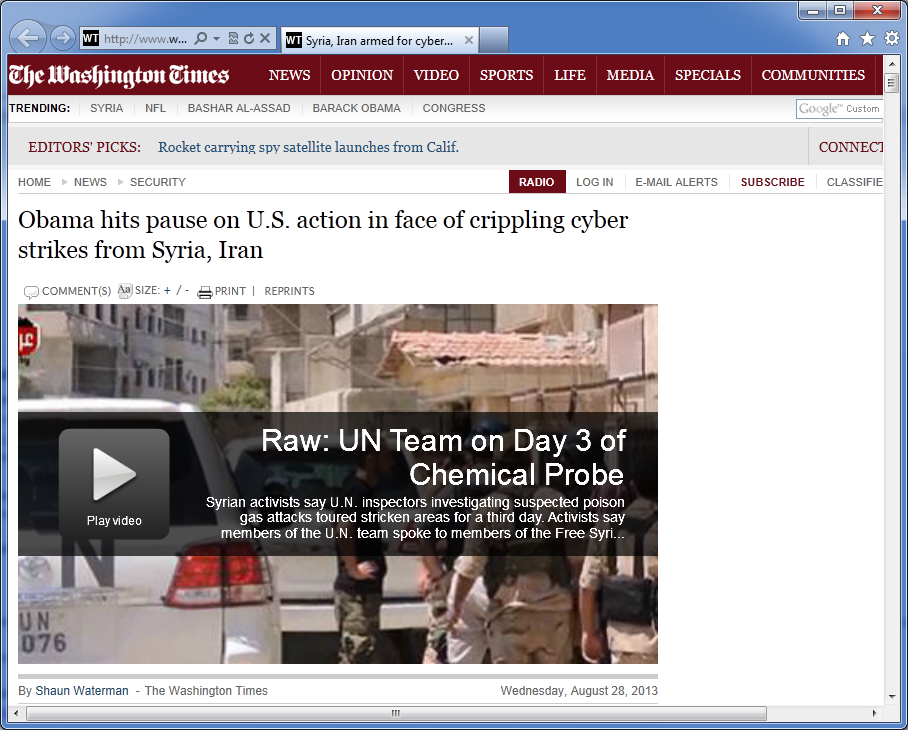 WT http://www.w...
WT Syria, Iran armed for cyber...
The Washington Times
NEWS OPINION VIDEO SPORTS LIFE MEDIA SPECIALS COMMUNITIES
TRENDING: SYRIA NFL BASHAR AL-ASSAD BARACK OBAMA CONGRESS
Google™ Custom
EDITORS' PICKS: Rocket carrying spy satellite launches from Calif. CONNECT
HOME NEWS SECURITY
RADIO LOG IN E-MAIL ALERTS SUBSCRIBE CLASSIFIE
Obama hits pause on U.S. action in face of crippling cyber
strikes from Syria, Iran
COMMENT(S) Aa SIZE: + / - PRINT | REPRINTS
Raw: UN Team on Day 3 of
Chemical Probe
Play video
Syrian activists say U.N. inspectors investigating suspected poison
gas attacks toured stricken areas for a third day. Activists say
members of the U.N. team spoke to members of the Free Syri...
N
UN
076
By Shaun Waterman - The Washington Times
Wednesday, August 28, 2013